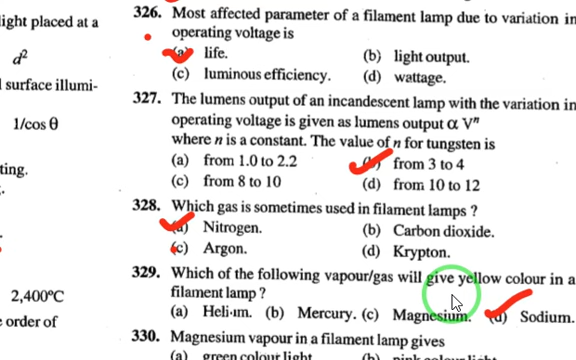 ight placed at a
d²
surface illumi-
1/cos θ
ting.
2,400°C
order of
326. Most affected parameter of a filament lamp due to variation in
operating voltage is
(a) life. (b) light output.
(c) luminous efficiency. (d) wattage.
327. The lumens output of an incandescent lamp with the variation in
operating voltage is given as lumens output α Vⁿ
where n is a constant. The value of n for tungsten is
(a) from 1.0 to 2.2 (b) from 3 to 4
(c) from 8 to 10 (d) from 10 to 12
328. Which gas is sometimes used in filament lamps ?
(a) Nitrogen. (b) Carbon dioxide.
(c) Argon. (d) Krypton.
329. Which of the following vapour/gas will give yellow colour in a
filament lamp ?
(a) Helium. (b) Mercury. (c) Magnesium. (d) Sodium.
330. Magnesium vapour in a filament lamp gives
(a) green colour light (b) pink colour light